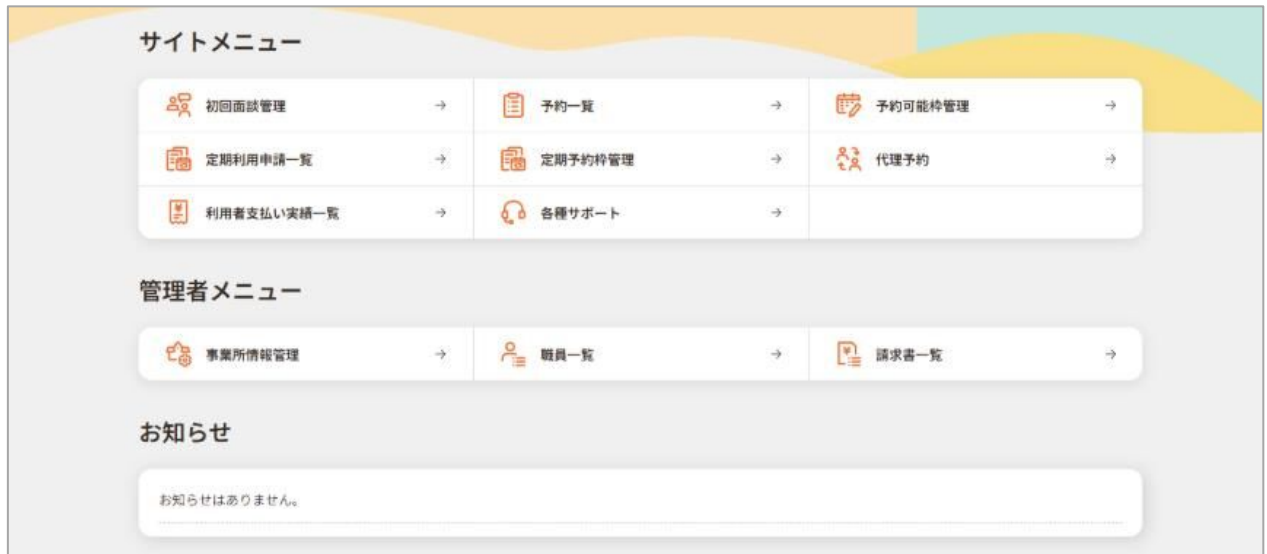 サイトメニュー
初回面談管理
予約一覧
予約可能枠管理
定期利用申請一覧
定期予約枠管理
代理予約
利用者支払い実績一覧
各種サポート
管理者メニュー
事業所情報管理
職員一覧
請求書一覧
お知らせ
お知らせはありません。